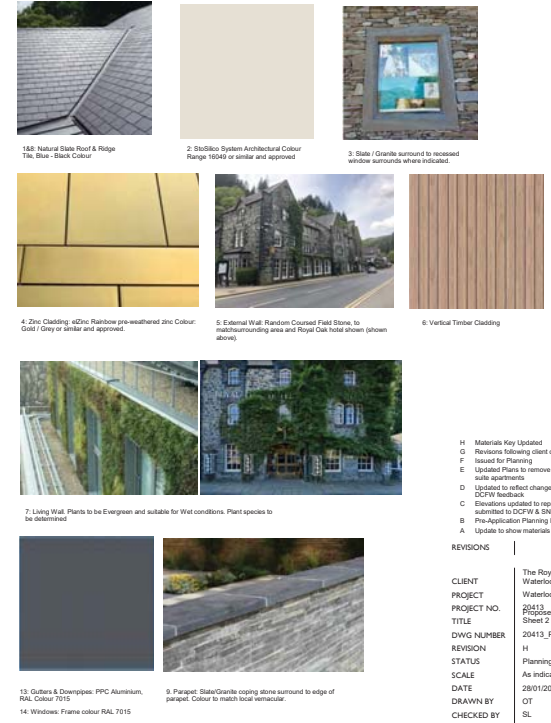 1&8: Natural Slate Roof & Ridge
Tile, Blue - Black Colour
2: StoSilico System Architectural Colour
Range 16049 or similar and approved
3: Slate / Granite surround to recessed
window surrounds where indicated.
4: Zinc Cladding: elZinc Rainbow pre-weathered zinc Colour:
Gold / Grey or similar and approved.
5: External Wall: Random Coursed Field Stone, to
matchsurrounding area and Royal Oak hotel shown (shown
above).
6: Vertical Timber Cladding
7: Living Wall. Plants to be Evergreen and suitable for Wet conditions. Plant species to
be determined
13: Gutters & Downpipes: PPC Aluminium,
RAL Colour 7015
14: Windows: Frame colour RAL 7015
9. Parapet: Slate/Granite coping stone surround to edge of
parapet. Colour to match local vernacular.
H Materials Key Updated
G Revisons following client
F Issued for Planning
E Updated Plans to remove
suite apartments
D Updated to reflect change
DCFW feedback
C Elevations updated to rep
submitted to DCFW & SN
B Pre-Application Planning
A Update to show materials
REVISIONS
CLIENT The Roy
Waterloo
PROJECT Waterloo
PROJECT NO. 20413
TITLE Propose
Sheet 2
DWG NUMBER 20413_P
REVISION H
STATUS Planning
SCALE As indica
DATE 28/01/20
DRAWN BY OT
CHECKED BY SL